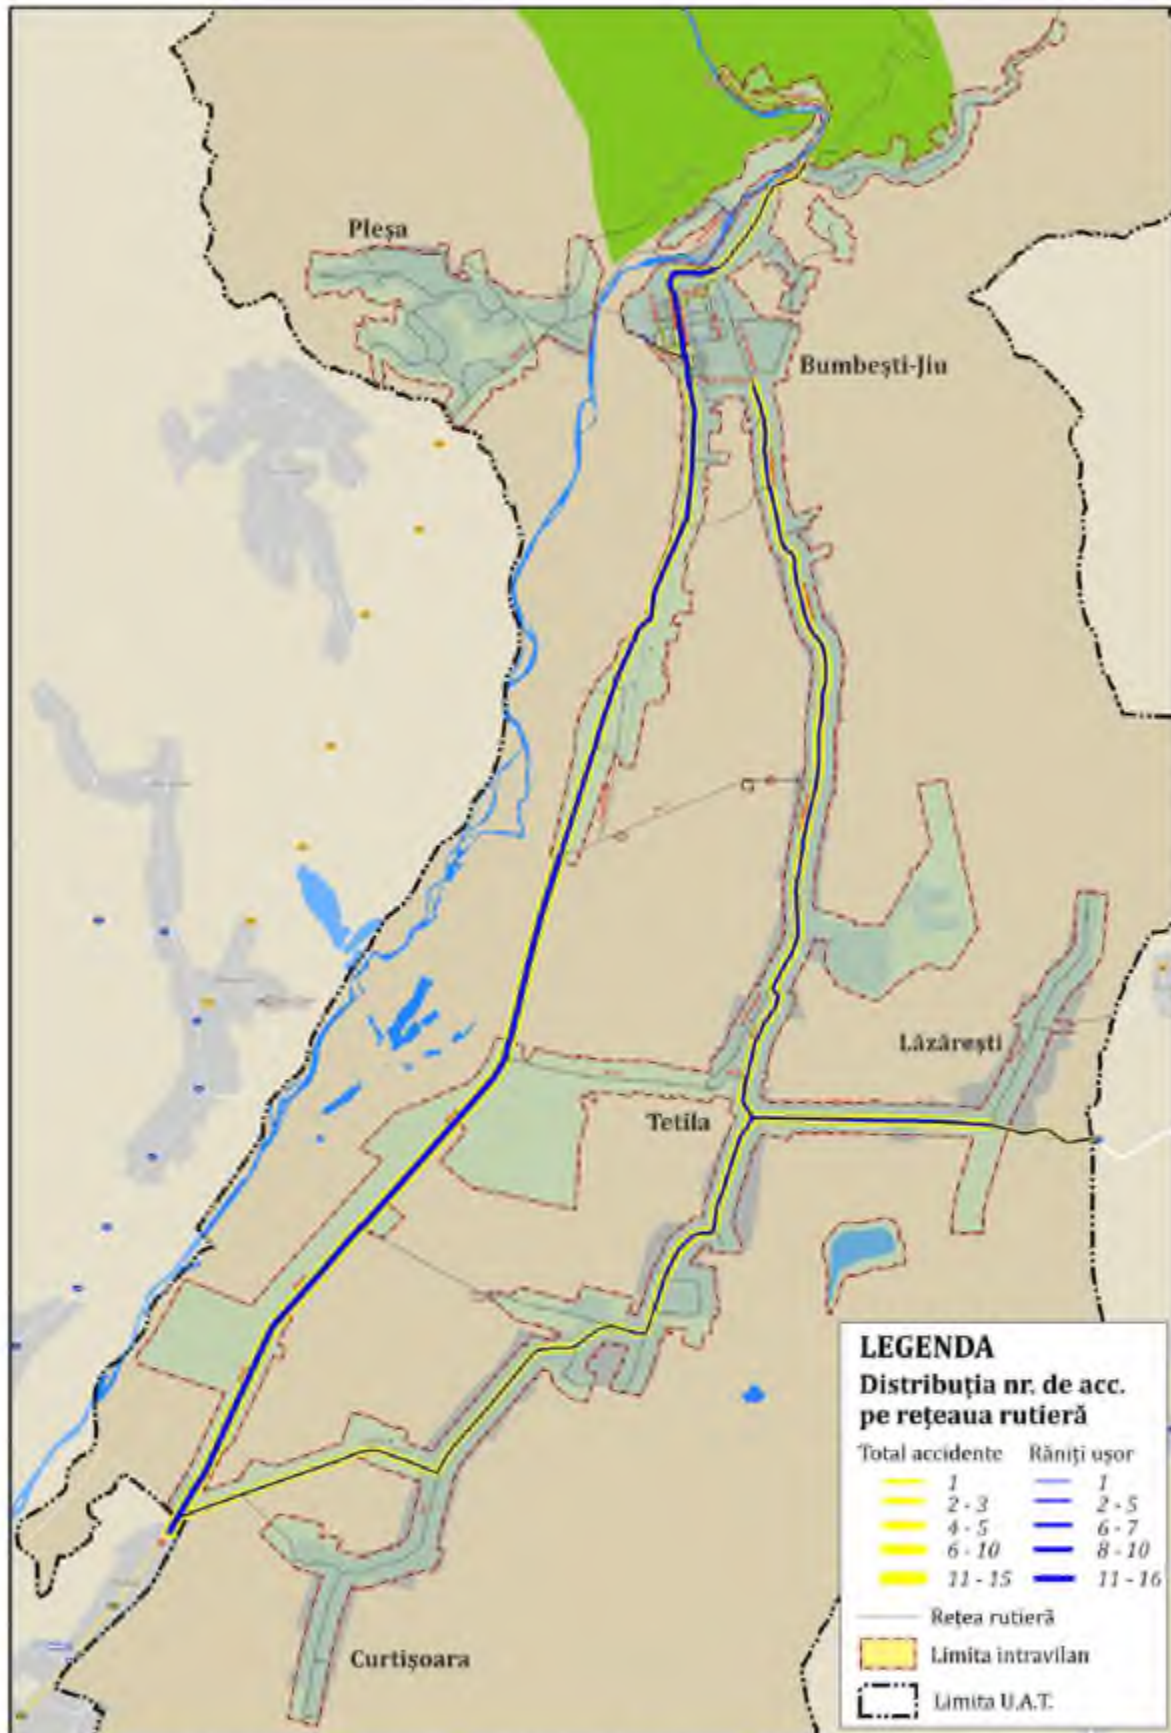 Pleșa
Bumbești-Jiu
Lăzărești
Tetila
Curtișoara
LEGENDA
Distribuția nr. de acc.
pe rețeaua rutieră
Total accidente Răniți ușor
1 1
2 - 3 2 - 5
4 - 5 6 - 7
6 - 10 8 - 10
11 - 15 11 - 16
Rețea rutieră
Limita intravilan
Limita U.A.T.